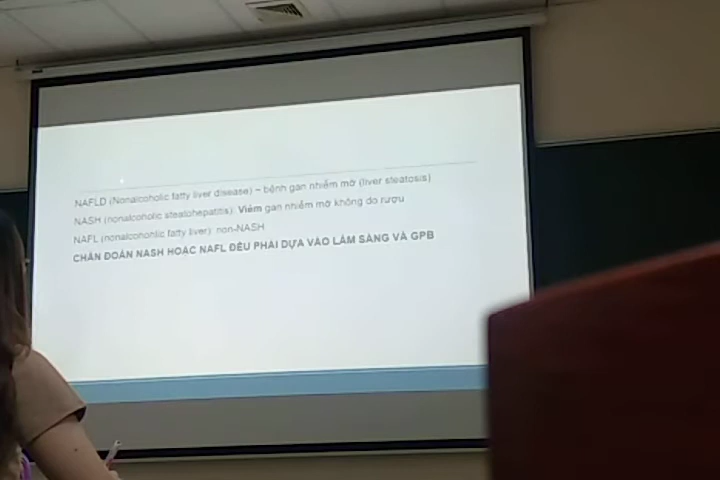 NAFLD (Nonalcoholic fatty liver disease) ~ bệnh gan nhiễm mỡ (liver steatosis)
NASH (nonalcoholic steatohepatitis): Viêm gan nhiễm mỡ không do rượu
NAFL (nonalcohohlic fatty liver): non-NASH
CHẨN ĐOÁN NASH HOẶC NAFL ĐỀU PHẢI DỰA VÀO LÂM SÀNG VÀ GPB